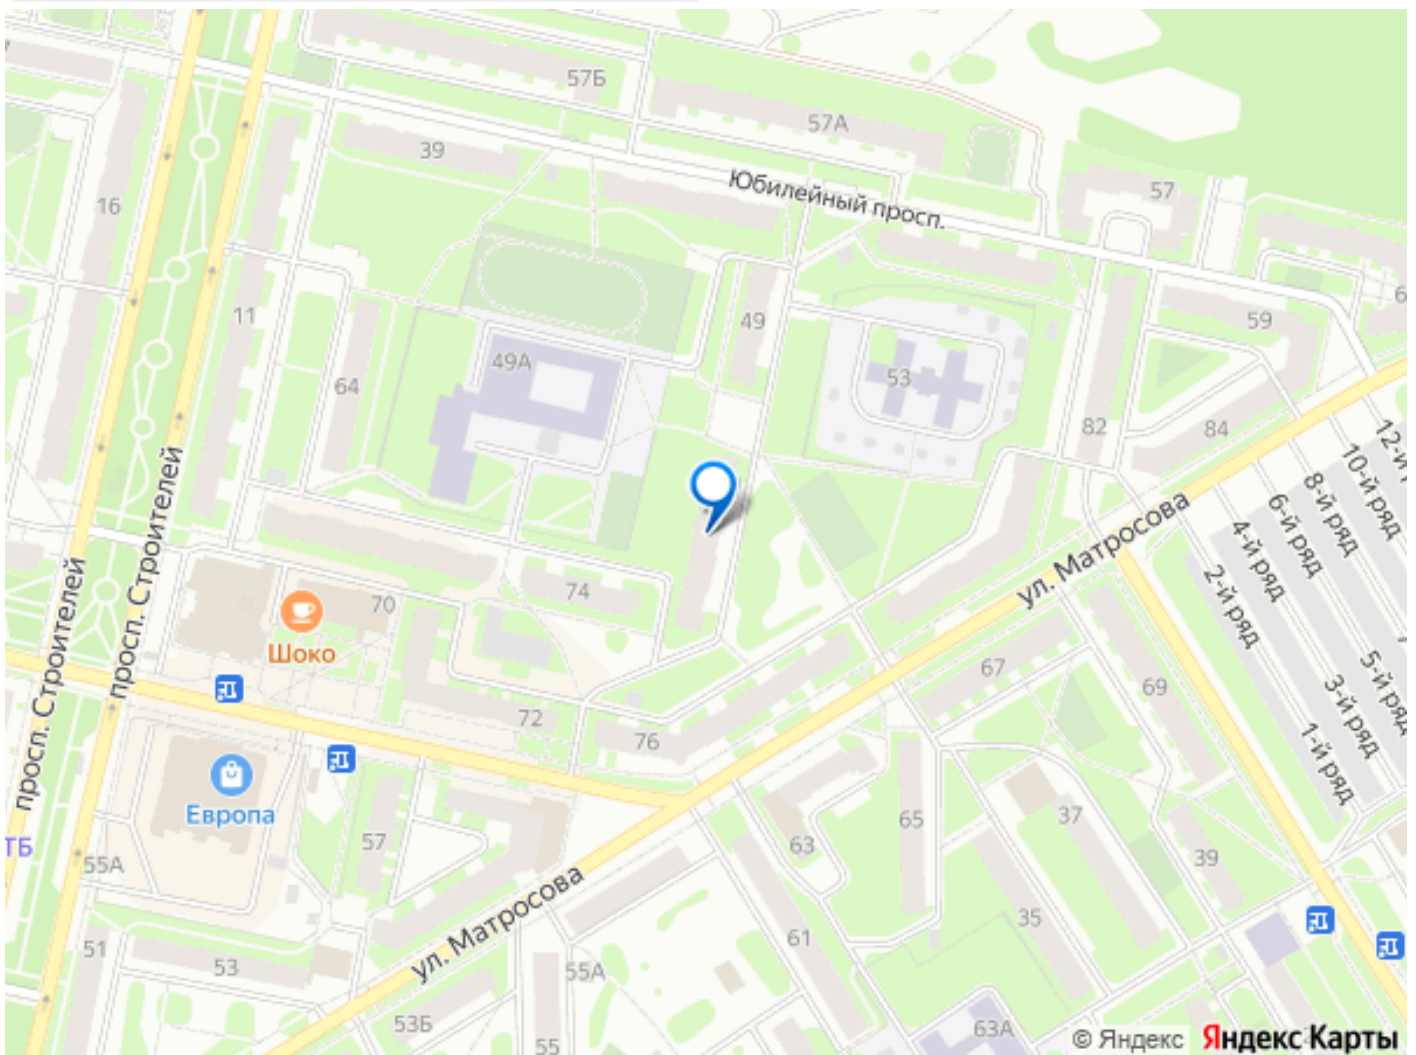 57Б
57А
39
Юбилейный просп.
57
16
11
49
59
6
49А
53
64
82
84
12-й
10-й ряд
8-й ряд
6-й ряд
4-й ряд
2-й ряд
просп. Строителей
ул. Матросова
просп. Строителей
74
70
Шоко
67
69
5-й ряд
3-й ряд
1-й ряд
72
76
Европа
ТБ
55А
57
63
65
37
39
ул. Матросова
35
61
51
53
55А
53Б
55
63А
© Яндекс
Яндекс Карты